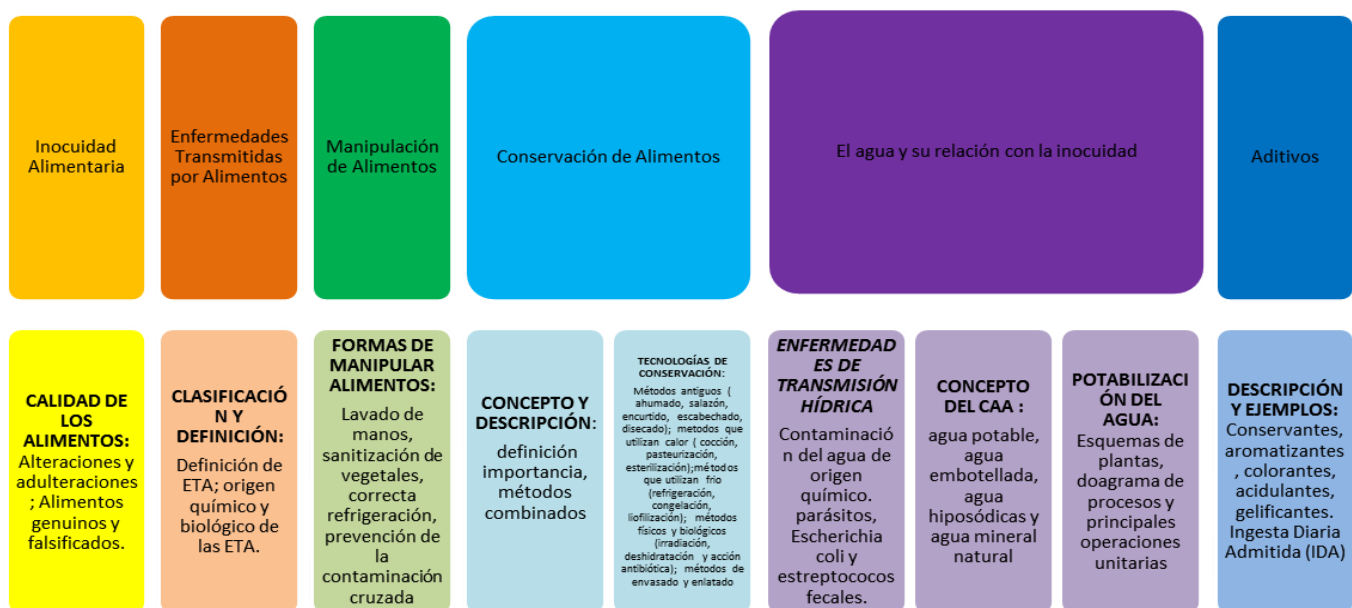 Inocuidad
Alimentaria
Enfermedades
Transmitidas
por Alimentos
Manipulación
de Alimentos
Conservación de Alimentos
El agua y su relación con la inocuidad
Aditivos
CALIDAD DE
LOS
ALIMENTOS:
Alteraciones y
adulteraciones
; Alimentos
genuinos y
falsificados.
CLASIFICACIÓ
N Y
DEFINICIÓN:
Definición de
ETA; origen
químico y
biológico de
las ETA.
FORMAS DE
MANIPULAR
ALIMENTOS:
Lavado de
manos,
sanitización de
vegetales,
correcta
refrigeración,
prevención de
la
contaminación
cruzada
CONCEPTO Y
DESCRIPCIÓN:
definición
importancia,
métodos
combinados
TECNOLOGÍAS DE
CONSERVACIÓN:
Métodos antiguos (
ahumado, salazón,
encurtido, escabechado,
disecado); metodos que
utilizan calor ( cocción,
pasteurización,
esterilización);métodos
que utilizan frio
(refrigeración,
congelación,
liofilización); métodos
físicos y biológicos
(irradiación,
deshidratación y acción
antibiótica); métodos de
envasado y enlatado
ENFERMEDAD
ES DE
TRANSMISIÓN
HÍDRICA
Contaminació
n del agua de
origen
químico.
parásitos,
Escherichia
coli y
estreptococos
fecales.
CONCEPTO
DEL CAA :
agua potable,
agua
embotellada,
agua
hiposódicas y
agua mineral
natural
POTABILIZACI
ÓN DEL
AGUA:
Esquemas de
plantas,
doagrama de
procesos y
principales
operaciones
unitarias
DESCRIPCIÓN
Y EJEMPLOS:
Conservantes,
aromatizantes
, colorantes,
acidulantes,
gelificantes.
Ingesta Diaria
Admitida (IDA)